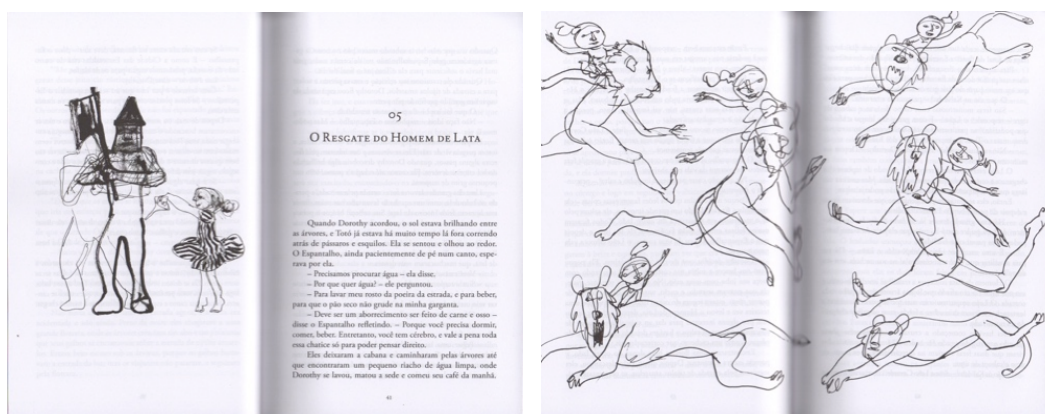 05
O RESGATE DO HOMEM DE LATA
Quando Dorothy acordou, o sol estava brilhando entre
as árvores, e Totó já estava há muito tempo lá fora correndo
atrás de pássaros e esquilos. Ela se sentou e olhou ao redor.
O Espantalho, ainda pacientemente de pé num canto, espe-
rava por ela.
– Precisamos procurar água – ela disse.
– Por que quer água? – ele perguntou.
– Para lavar meu rosto da poeira da estrada, e para beber,
para que o pão seco não grude na minha garganta.
– Deve ser um aborrecimento ser feito de carne e osso –
disse o Espantalho refletindo. – Porque você precisa dormir,
comer, beber. Entretanto, você tem cérebro, e vale a pena toda
essa chatice só para poder pensar direito.
Eles deixaram a cabana e caminharam pelas árvores até
que encontraram um pequeno riacho de água limpa, onde
Dorothy se lavou, matou a sede e comeu seu café da manhã.